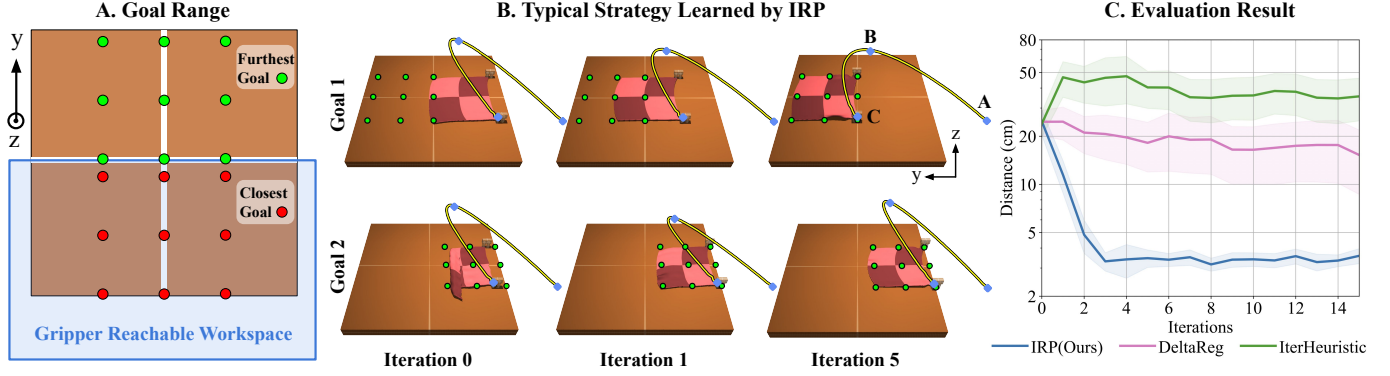 A. Goal Range
y
z
Furthest
Goal
Closest
Goal
Gripper Reachable Workspace
B. Typical Strategy Learned by IRP
Goal 1
B
A
C
z
y
Goal 2
Iteration 0
Iteration 1
Iteration 5
C. Evaluation Result
Distance (cm)
80
50
20
10
5
2
0 2 4 6 8 10 12 14
Iterations
IRP(Ours) DeltaReg IterHeuristic